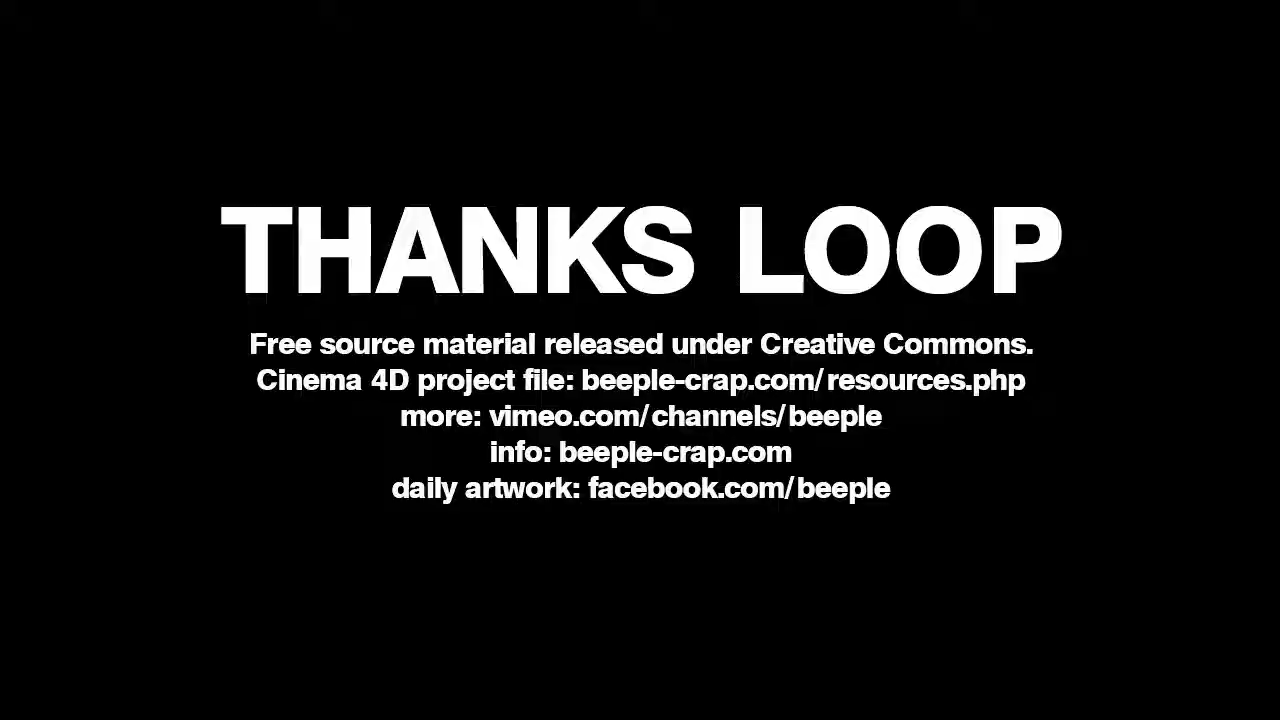 THANKS LOOP
Free source material released under Creative Commons.
Cinema 4D project file: beeple-crap.com/resources.php
more: vimeo.com/channels/beeple
info: beeple-crap.com
daily artwork: facebook.com/beeple